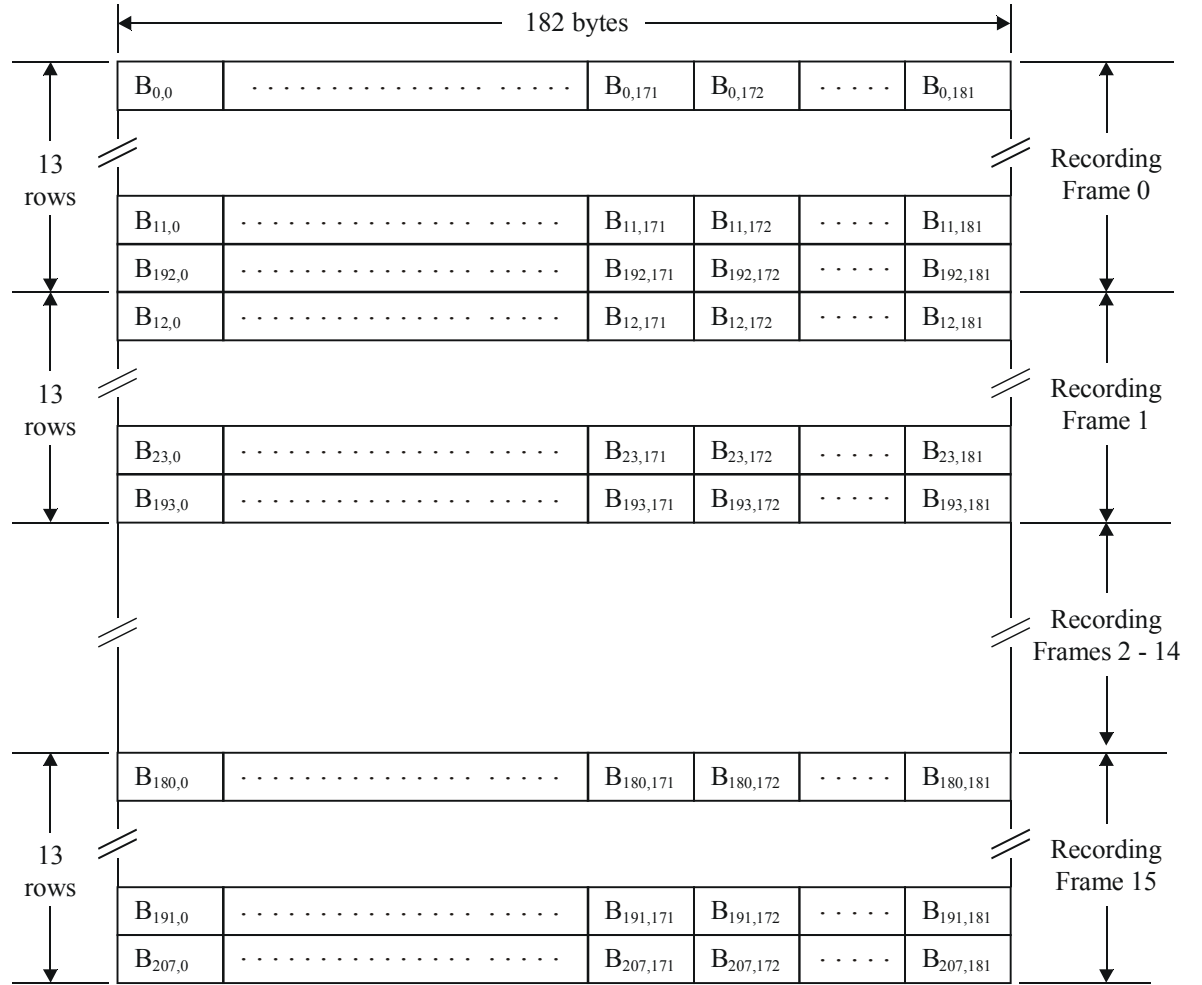 182 bytes
B0,0 . . . . . . . . . . . . . . . . . . . . B0,171 B0,172 . . . . . B0,181
13
rows
Recording
Frame 0
B11,0 . . . . . . . . . . . . . . . . . . . . B11,171 B11,172 . . . . . B11,181
B192,0 . . . . . . . . . . . . . . . . . . . . B192,171 B192,172 . . . . . B192,181
B12,0 . . . . . . . . . . . . . . . . . . . . B12,171 B12,172 . . . . . B12,181
13
rows
Recording
Frame 1
B23,0 . . . . . . . . . . . . . . . . . . . . B23,171 B23,172 . . . . . B23,181
B193,0 . . . . . . . . . . . . . . . . . . . . B193,171 B193,172 . . . . . B193,181
Recording
Frames 2 - 14
B180,0 . . . . . . . . . . . . . . . . . . . . B180,171 B180,172 . . . . . B180,181
13
rows
Recording
Frame 15
B191,0 . . . . . . . . . . . . . . . . . . . . B191,171 B191,172 . . . . . B191,181
B207,0 . . . . . . . . . . . . . . . . . . . . B207,171 B207,172 . . . . . B207,181